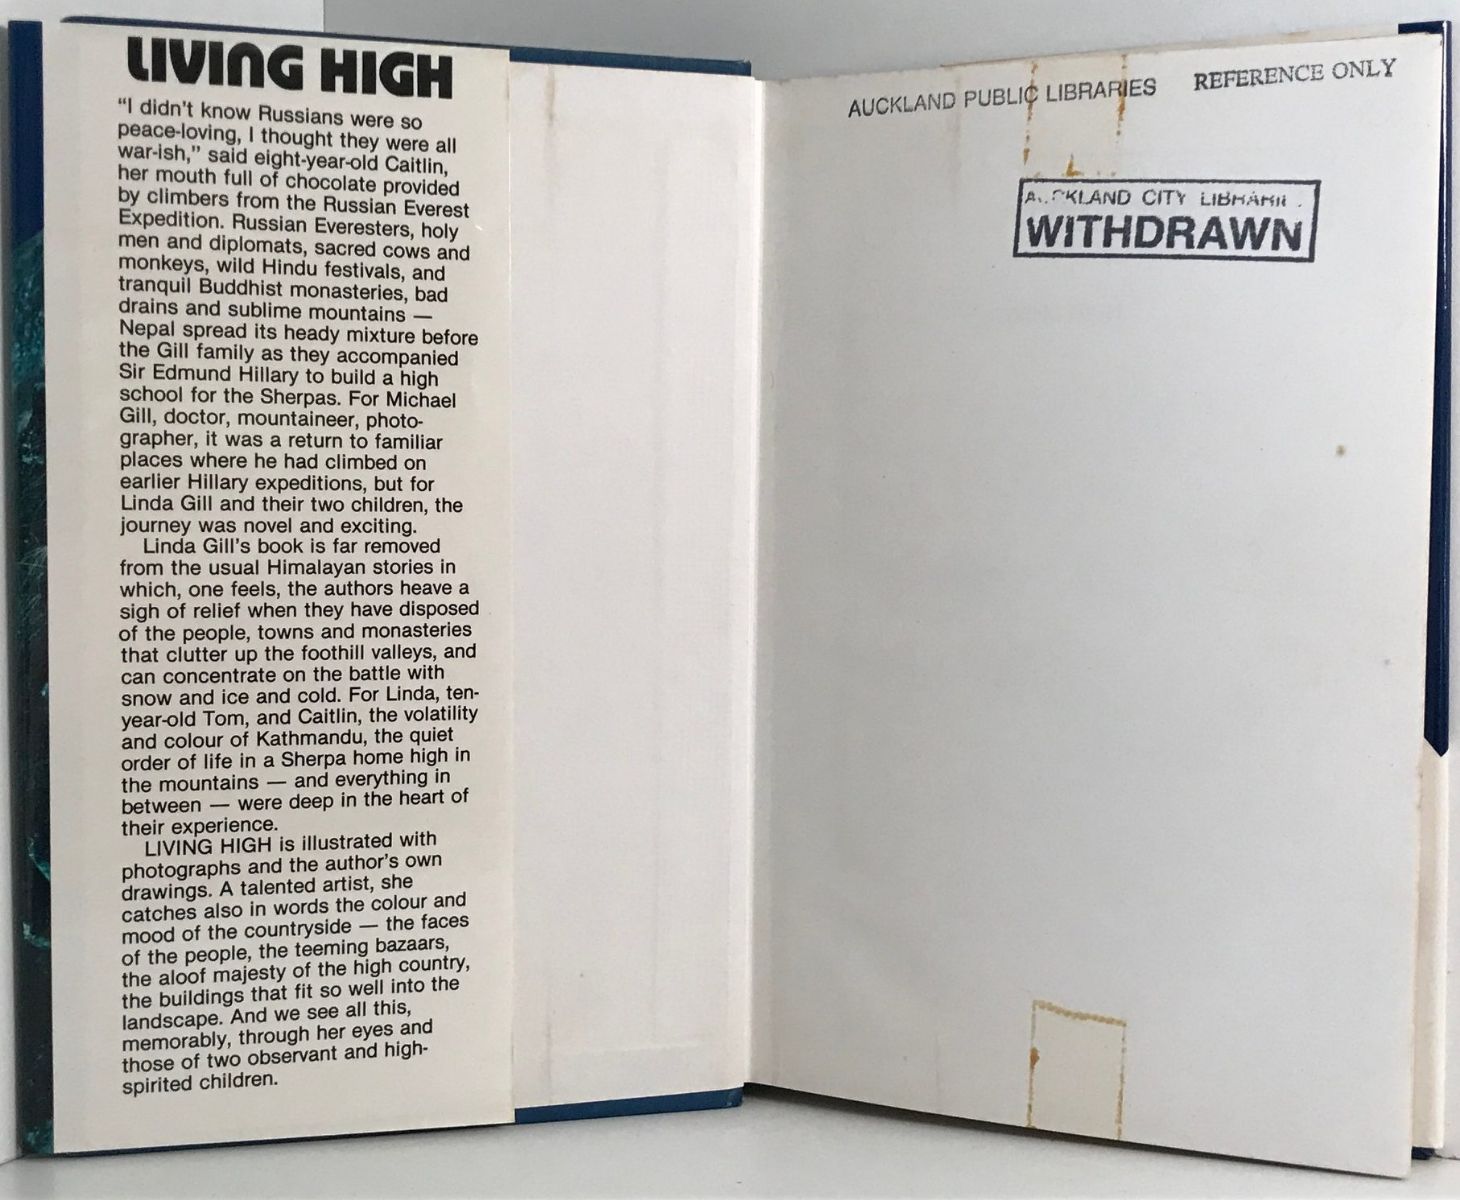 LIVING HIGH
"I didn't know Russians were so
peace-loving, I thought they were all
war-ish," said eight-year-old Caitlin,
her mouth full of chocolate provided
by climbers from the Russian Everest
Expedition. Russian Everesters, holy
men and diplomats, sacred cows and
monkeys, wild Hindu festivals, and
tranquil Buddhist monasteries, bad
drains and sublime mountains —
Nepal spread its heady mixture before
the Gill family as they accompanied
Sir Edmund Hillary to build a high
school for the Sherpas. For Michael
Gill, doctor, mountaineer, photo-
grapher, it was a return to familiar
places where he had climbed on
earlier Hillary expeditions, but for
Linda Gill and their two children, the
journey was novel and exciting.
Linda Gill's book is far removed
from the usual Himalayan stories in
which, one feels, the authors heave a
sigh of relief when they have disposed
of the people, towns and monasteries
that clutter up the foothill valleys, and
can concentrate on the battle with
snow and ice and cold. For Linda, ten-
year-old Tom, and Caitlin, the volatility
and colour of Kathmandu, the quiet
order of life in a Sherpa home high in
the mountains — and everything in
between — were deep in the heart of
their experience.
LIVING HIGH is illustrated with
photographs and the author's own
drawings. A talented artist, she
catches also in words the colour and
mood of the countryside — the faces
of the people, the teeming bazaars,
the aloof majesty of the high country,
the buildings that fit so well into the
landscape. And we see all this,
memorably, through her eyes and
those of two observant and high-
spirited children.
AUCKLAND PUBLIC LIBRARIES REFERENCE ONLY
CITY
WITHDRAWN